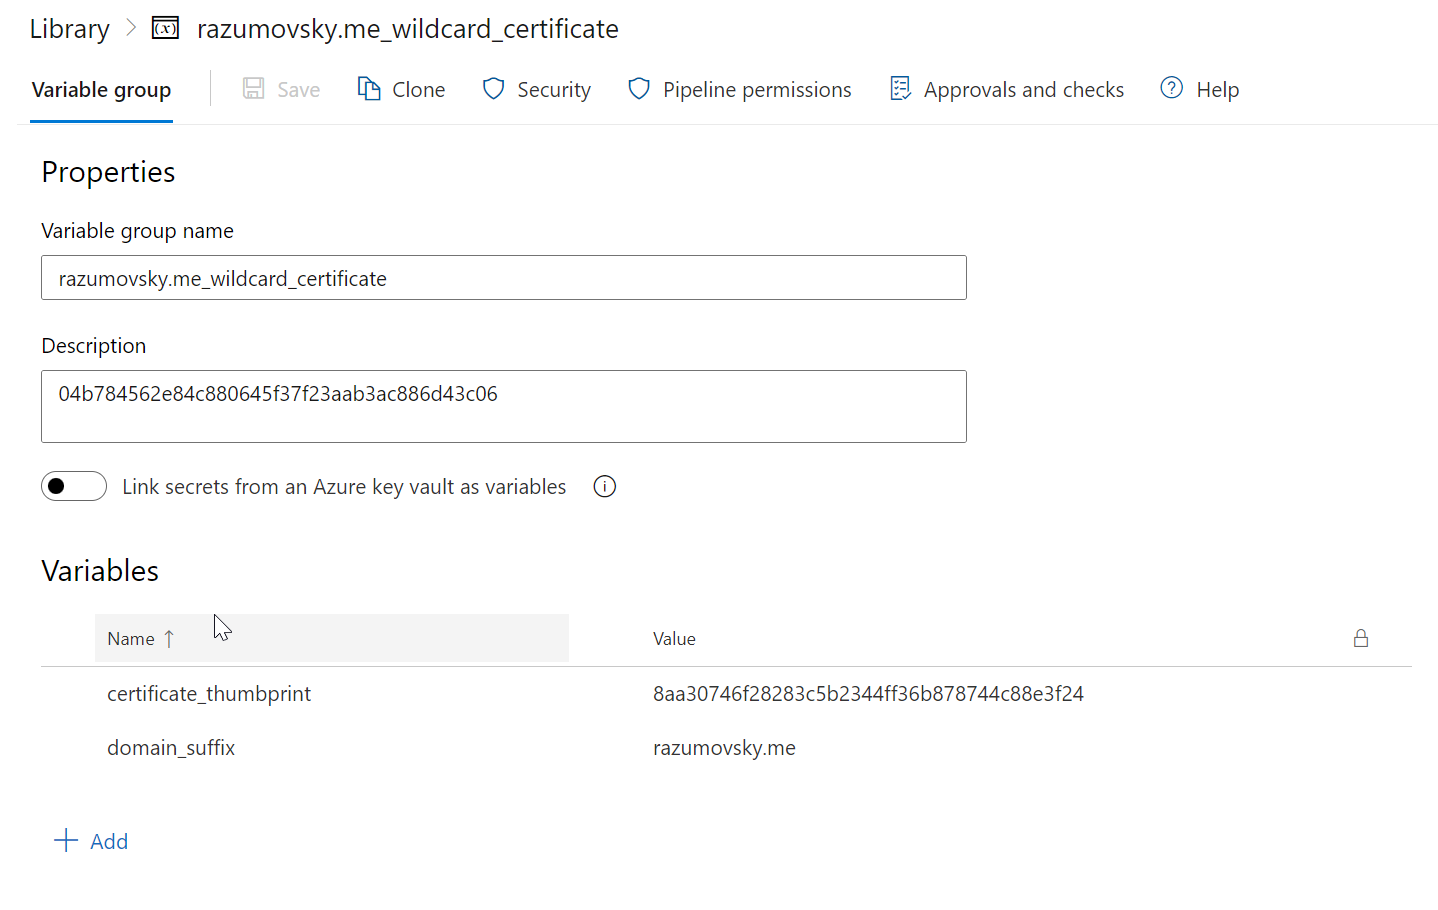 Library > (x) razumovsky.me_wildcard_certificate
Variable group Save Clone Security Pipeline permissions Approvals and checks Help
Properties
Variable group name
razumovsky.me_wildcard_certificate
Description
04b784562e84c880645f37f23aab3ac886d43c06
Link secrets from an Azure key vault as variables
Variables
Name ↑ Value
certificate_thumbprint 8aa30746f28283c5b2344ff36b878744c88e3f24
domain_suffix razumovsky.me
+ Add